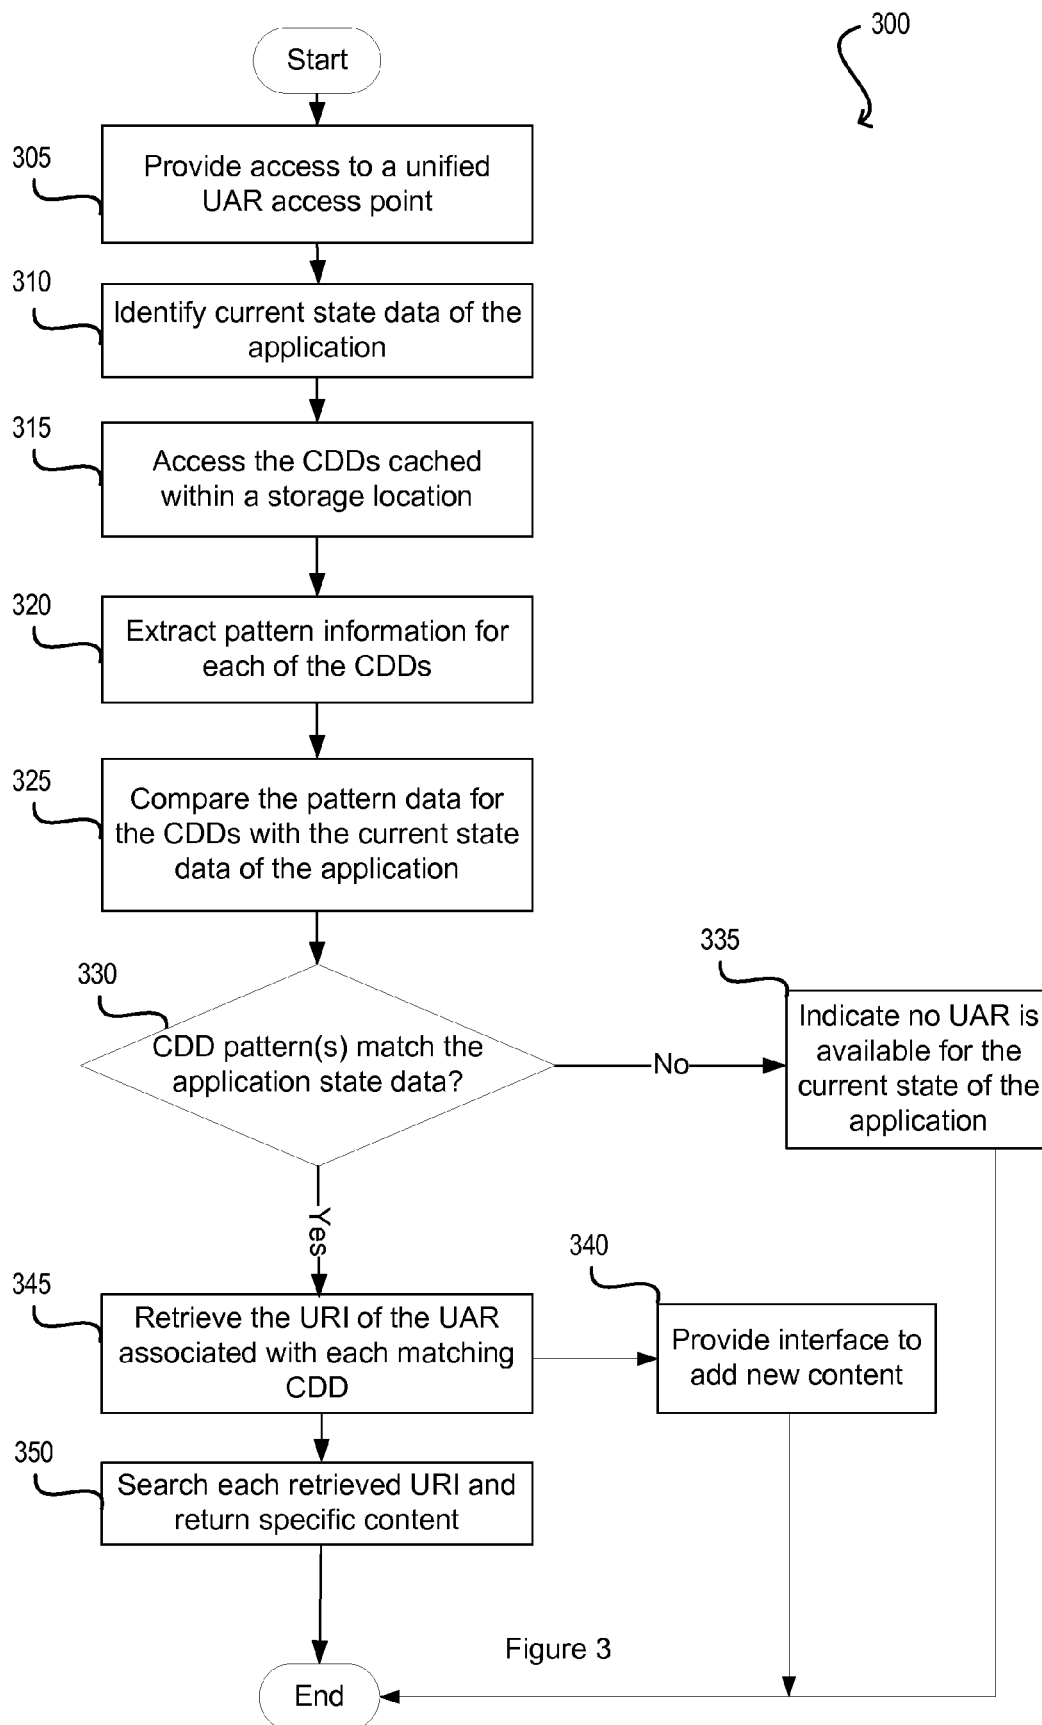 300
Start
305
Provide access to a unified
UAR access point
310
Identify current state data of the
application
315
Access the CDDs cached
within a storage location
320
Extract pattern information for
each of the CDDs
325
Compare the pattern data for
the CDDs with the current state
data of the application
330
CDD pattern(s) match the
application state data?
No
335
Indicate no UAR is
available for the
current state of the
application
Yes
345
Retrieve the URI of the UAR
associated with each matching
CDD
340
Provide interface to
add new content
350
Search each retrieved URI and
return specific content
Figure 3
End